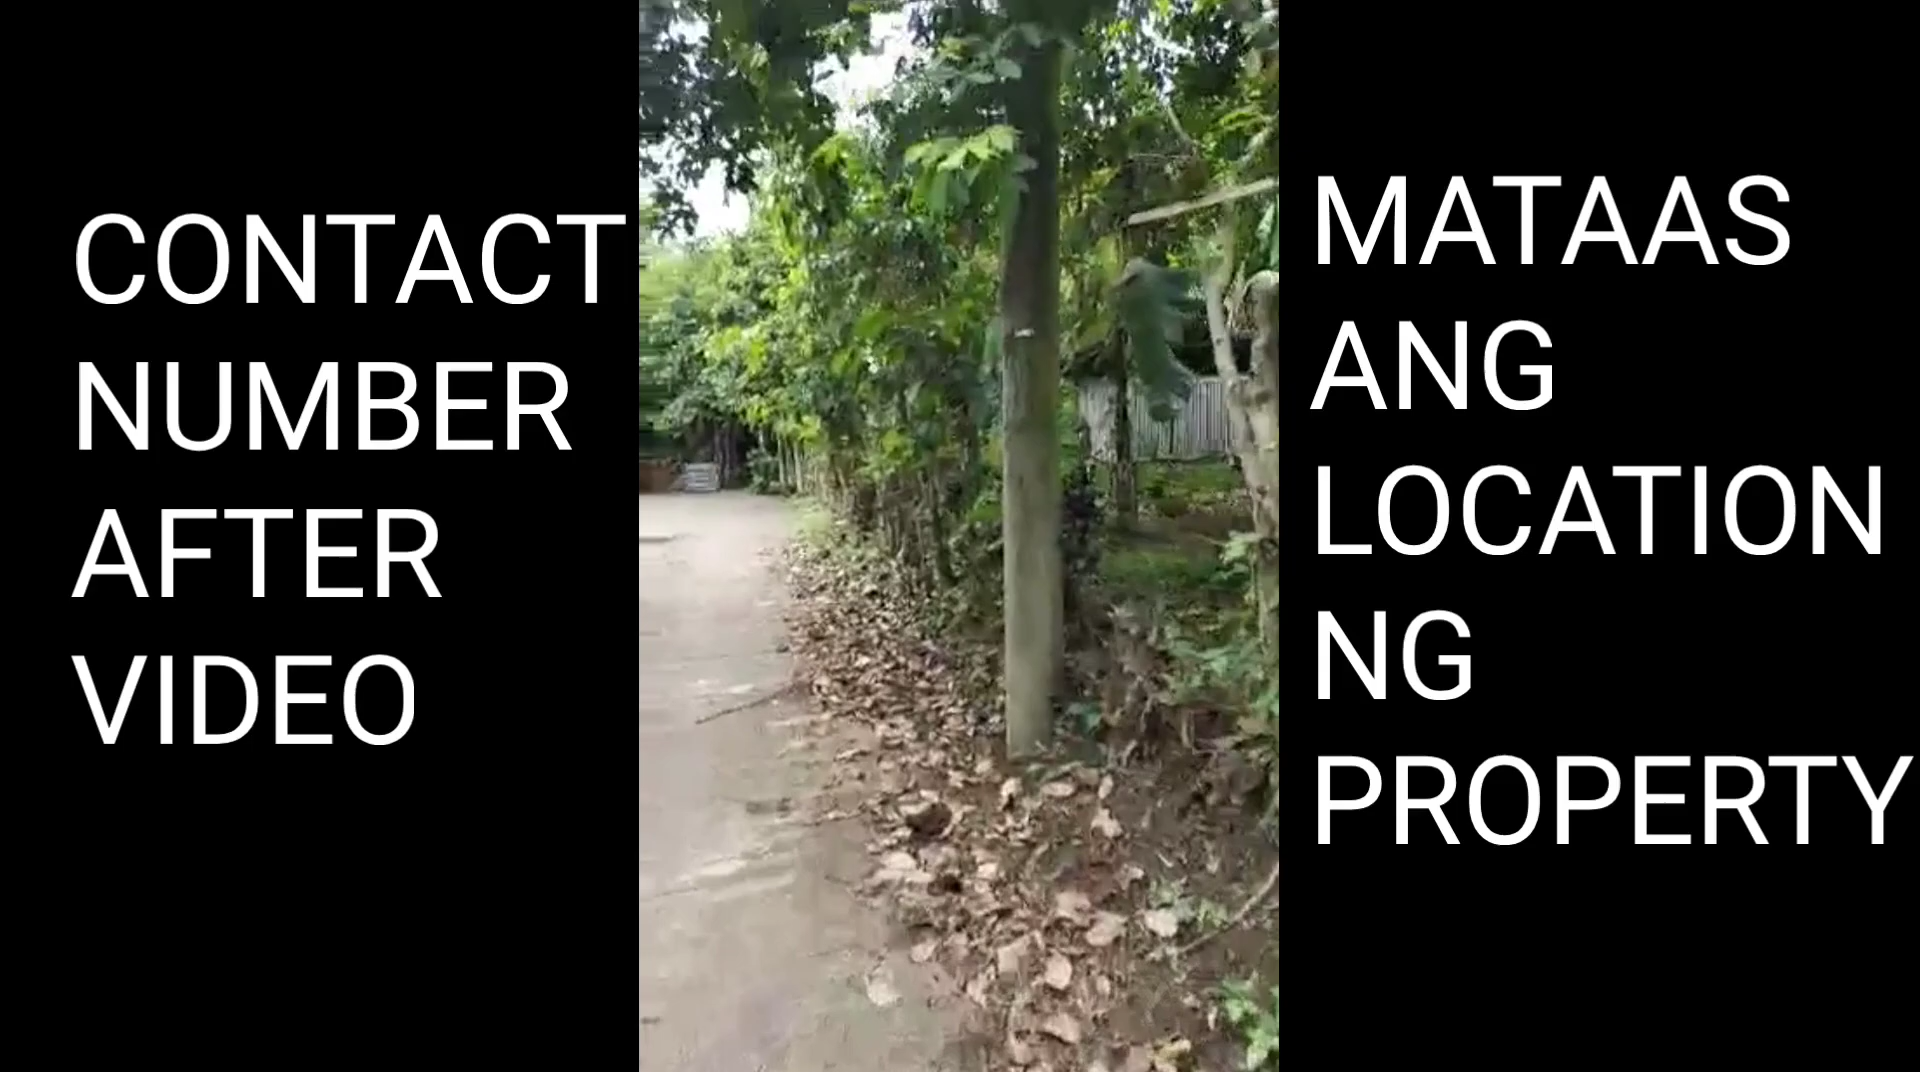 CONTACT
NUMBER
AFTER
VIDEO
MATAAS
ANG
LOCATION
NG
PROPERTY